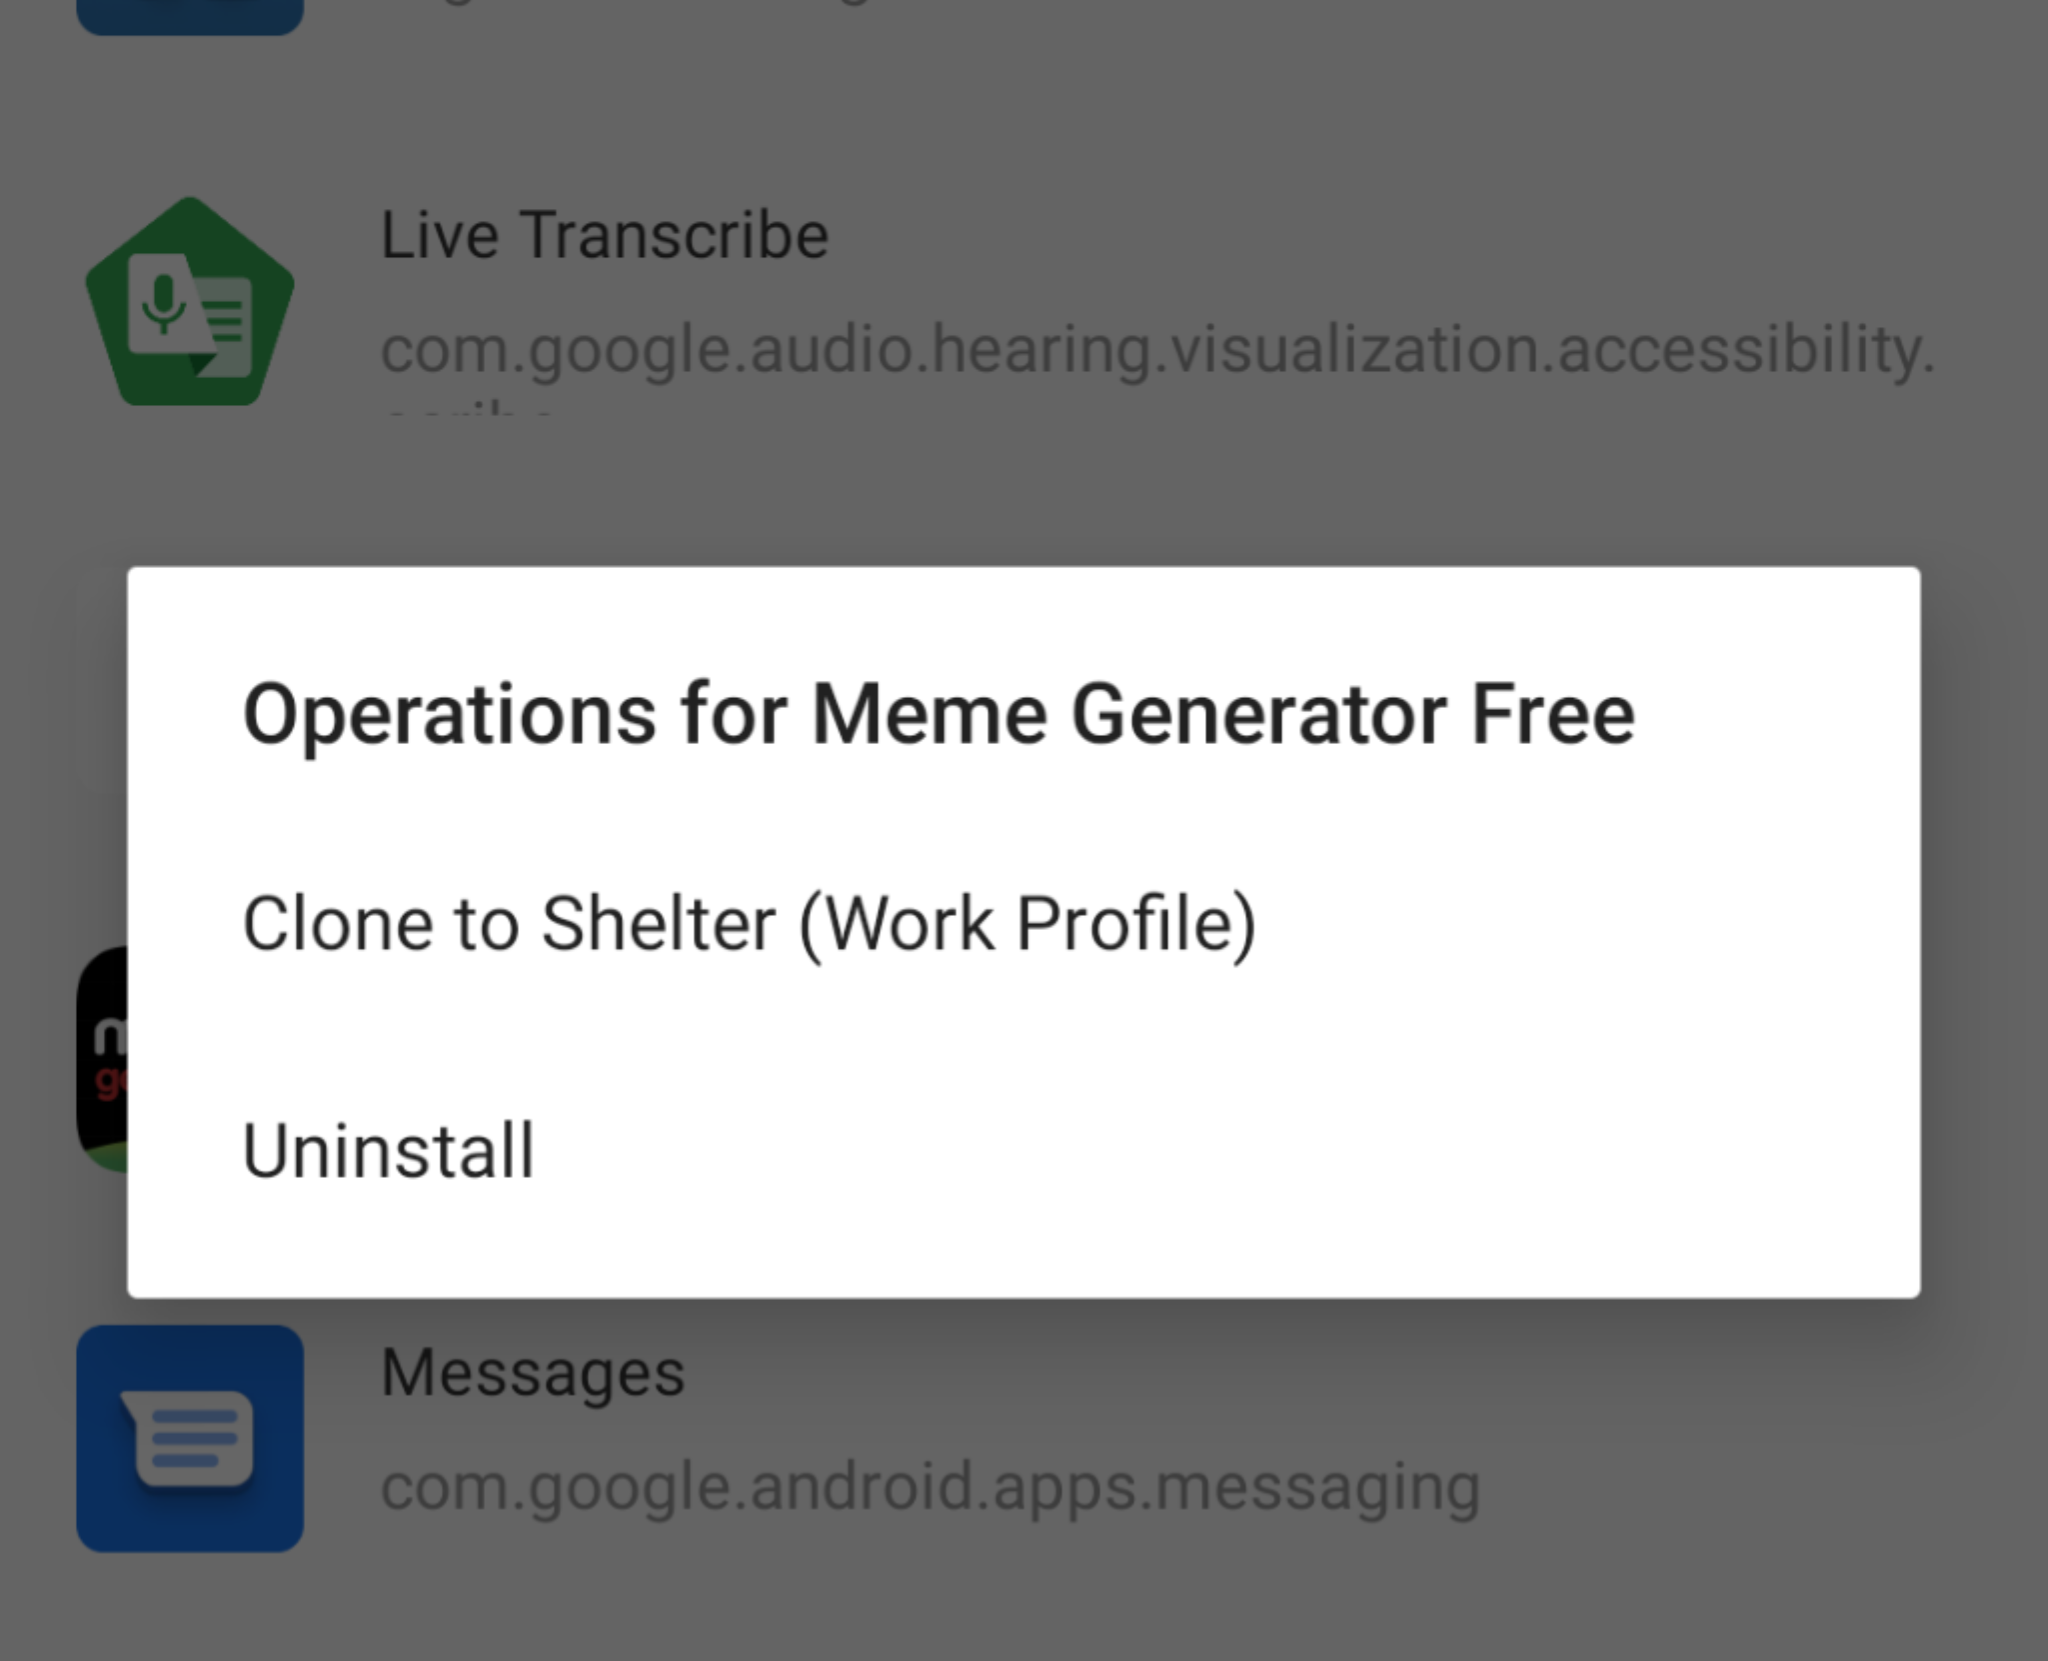 Live Transcribe
com.google.audio.hearing.visualization.accessibility.
Operations for Meme Generator Free
Clone to Shelter (Work Profile)
Uninstall
Messages
com.google.android.apps.messaging